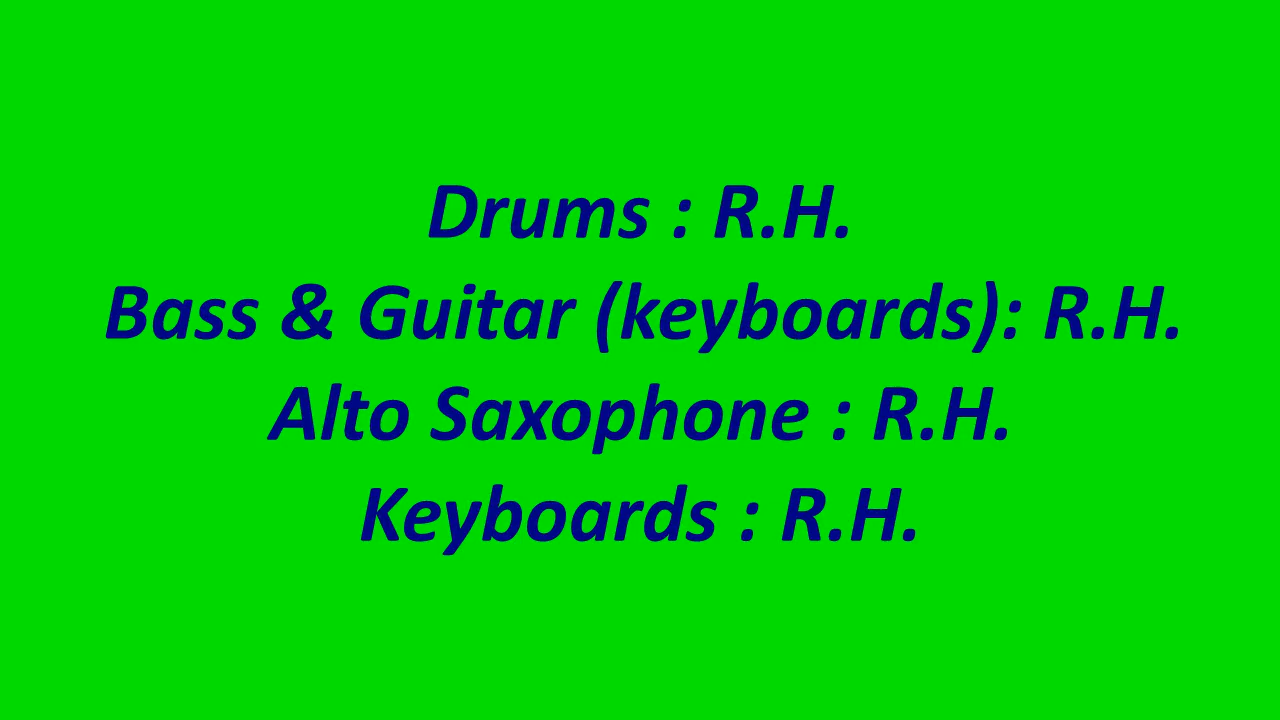 Drums : R.H.
Bass & Guitar (keyboards): R.H.
Alto Saxophone : R.H.
Keyboards : R.H.